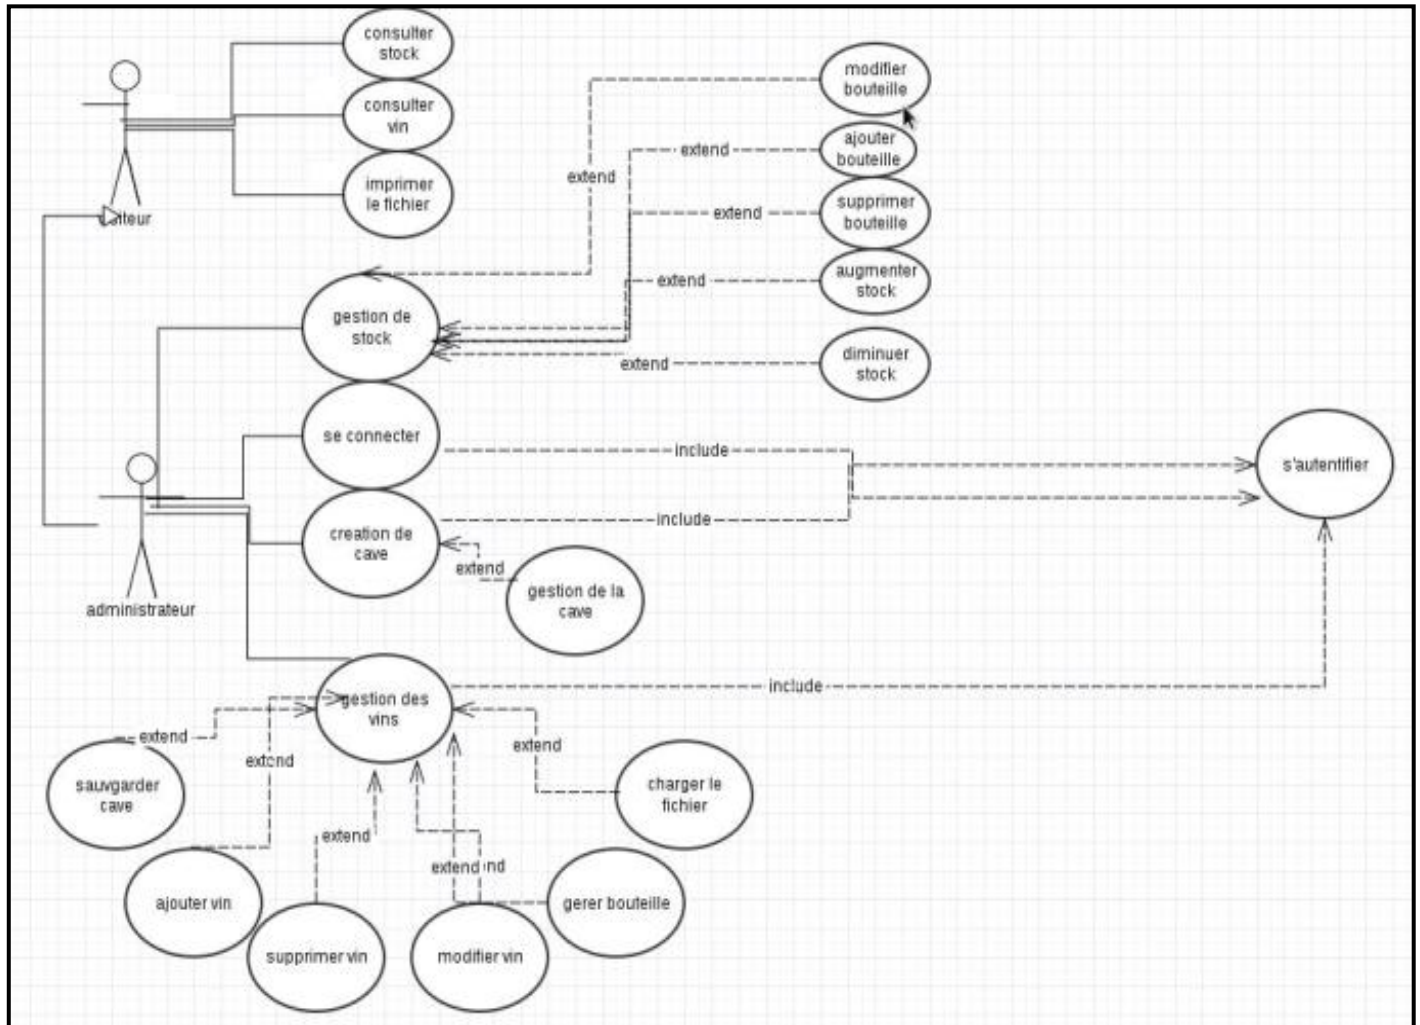 consulter
stock
consulter
vin
imprimer
le fichier
modifier
bouteille
ajouter
bouteille
supprimer
bouteille
augmenter
stock
diminuer
stock
extend
extend
extend
extend
extend
gestion de
stock
se connecter
creation de
cave
include
include
s'autentifier
extend
gestion de la
cave
administrateur
include
gestion des
vins
extend
extend
extend
extend
extend
sauvgarder
cave
charger le
fichier
ajouter vin
supprimer vin
modifier vin
gerer bouteille